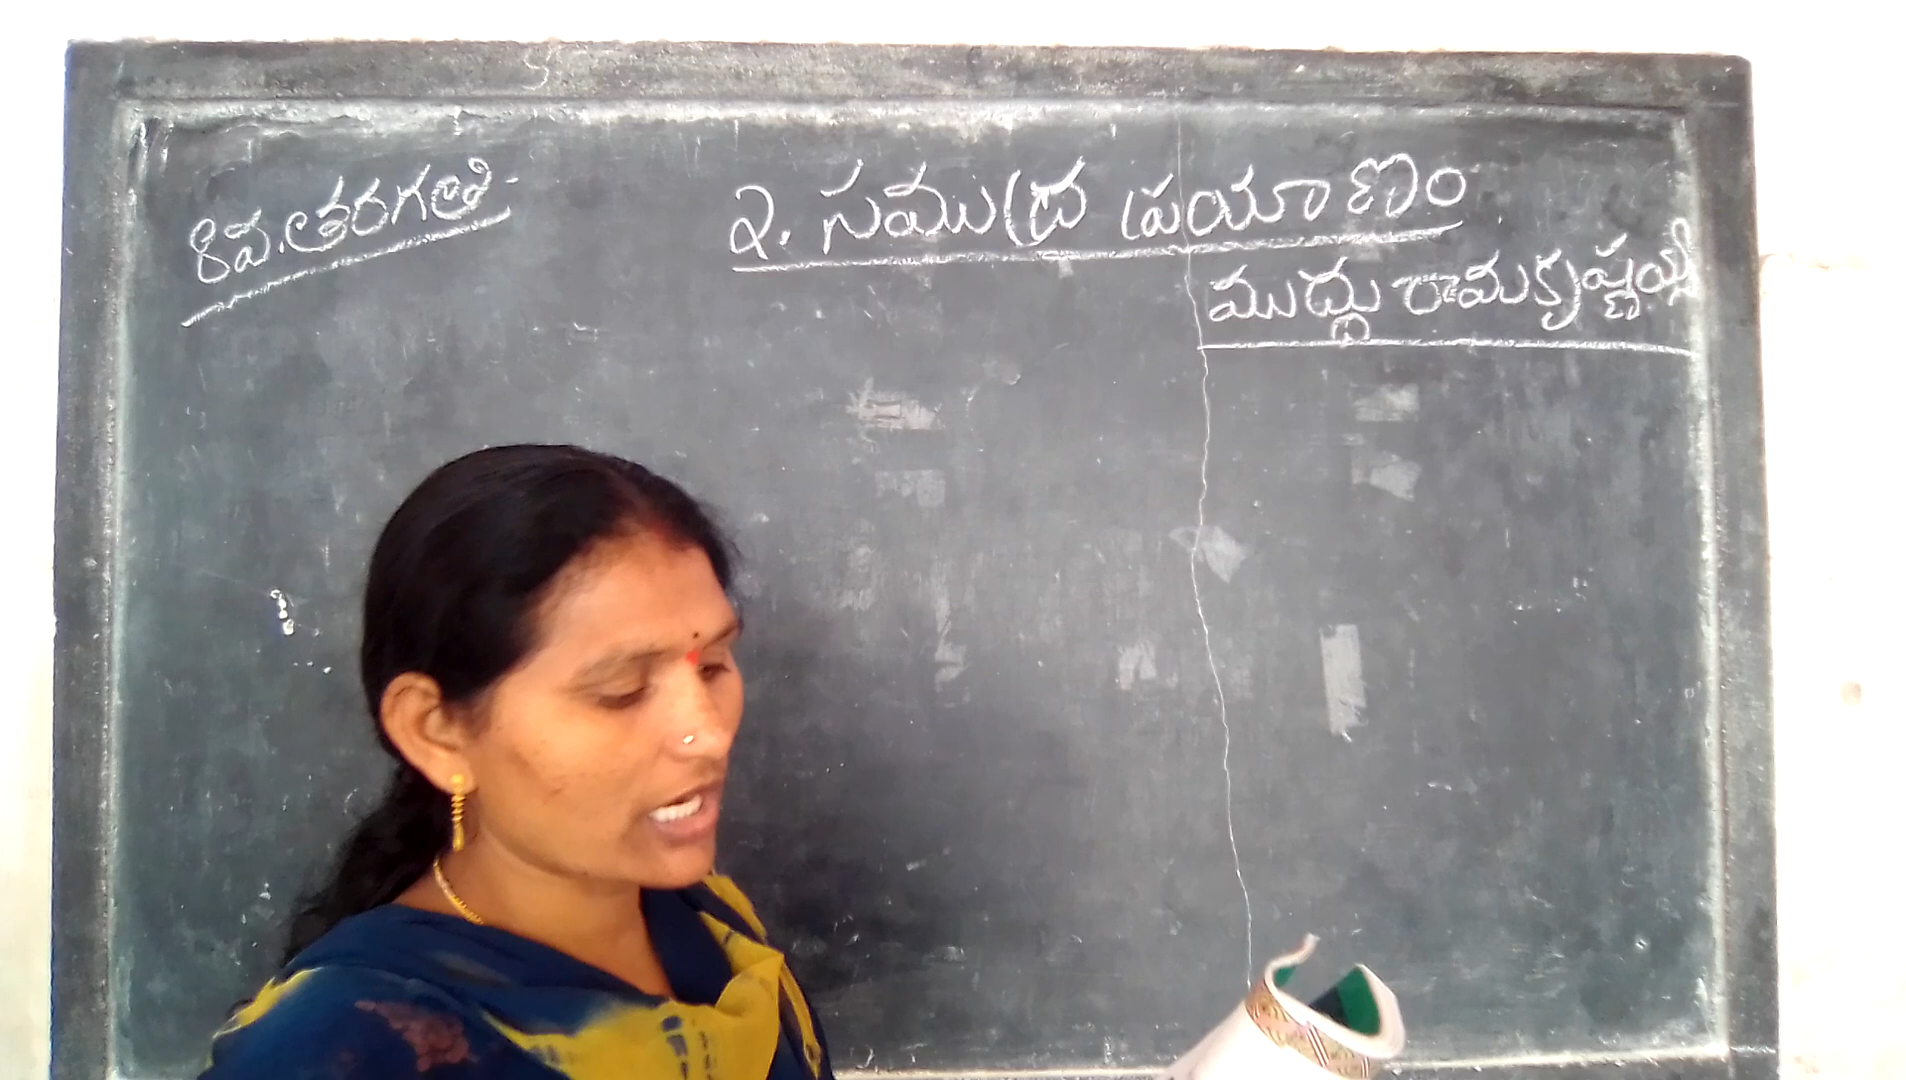 8వ.తరగతి.
2. సముద్ర ప్రయాణం
ముద్దు రామకృష్ణయ్య